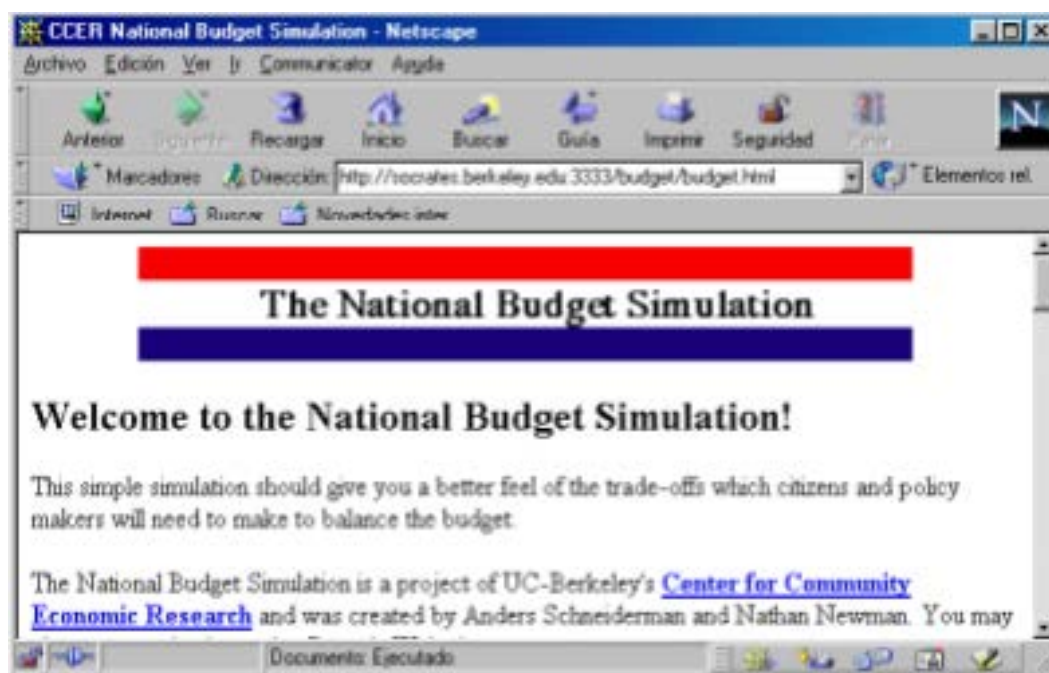 CCER National Budget Simulation - Netscape
Archivo Edición Ver Ir Communicator Ayuda
Anterior Siguiente Recargar Inicio Buscar Guía Imprimir Seguridad
N
Marcadores Dirección: http://socrates.berkeley.edu:3333/budget/budget.html Elementos rel.
Internet Buscar Novedades inter
The National Budget Simulation
Welcome to the National Budget Simulation!
This simple simulation should give you a better feel of the trade-offs which citizens and policy
makers will need to make to balance the budget.
The National Budget Simulation is a project of UC-Berkeley's Center for Community
Economic Research and was created by Anders Schneiderman and Nathan Newman. You may
Documento: Ejecutado